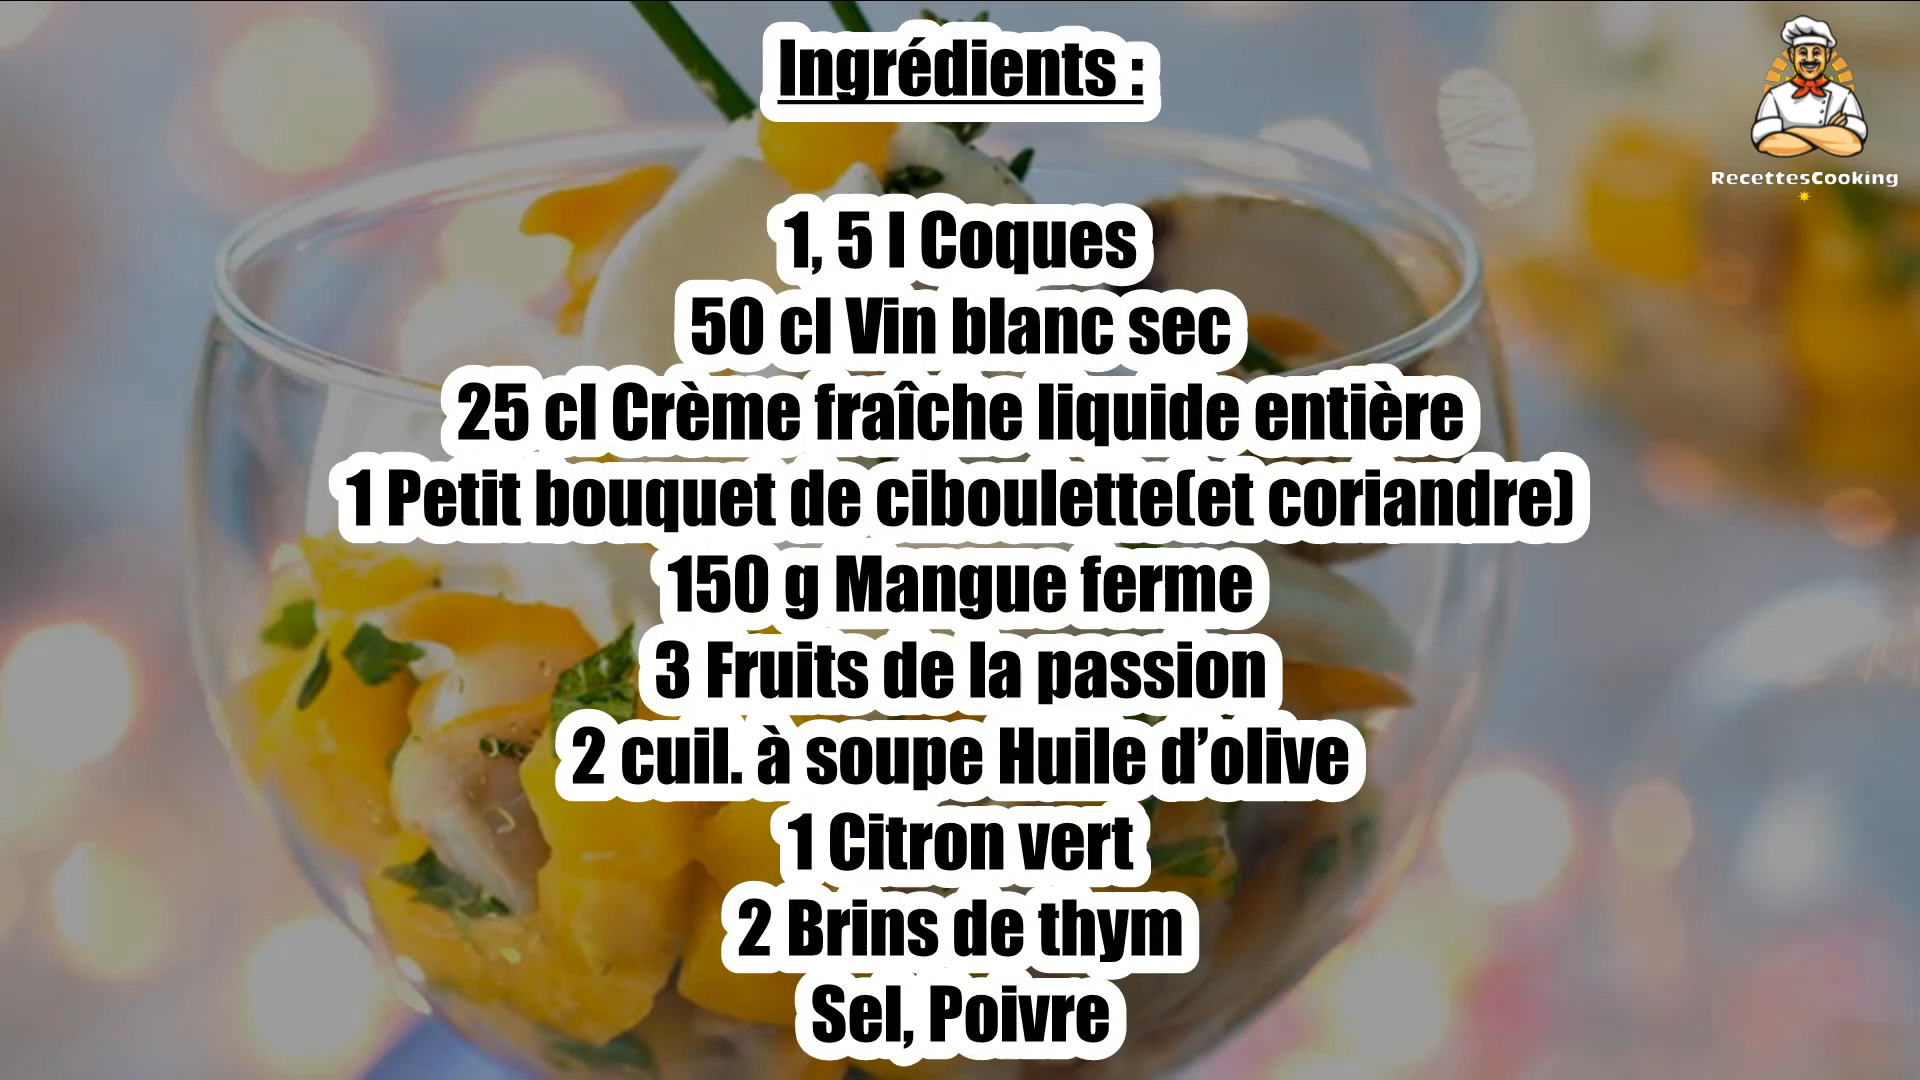 Ingrédients :
RecettesCooking
1, 5 l Coques
50 cl Vin blanc sec
25 cl Crème fraîche liquide entière
1 Petit bouquet de ciboulette(et coriandre)
150 g Mangue ferme
3 Fruits de la passion
2 cuil. à soupe Huile d’olive
1 Citron vert
2 Brins de thym
Sel, Poivre